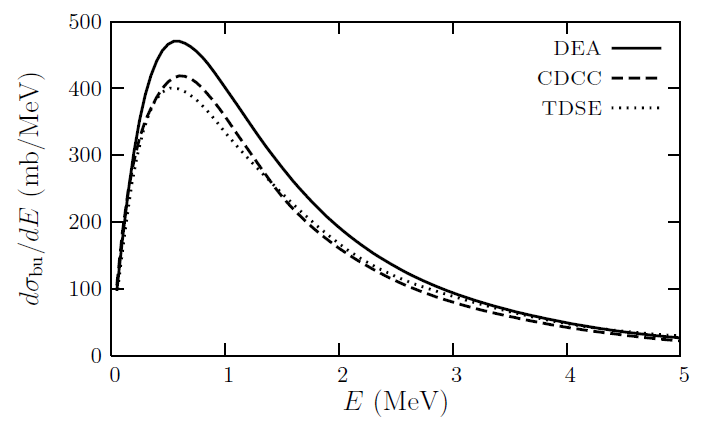 500
400
300
200
100
0
dσbu/dE (mb/MeV)
DEA
CDCC
TDSE
0 1 2 3 4 5
E (MeV)